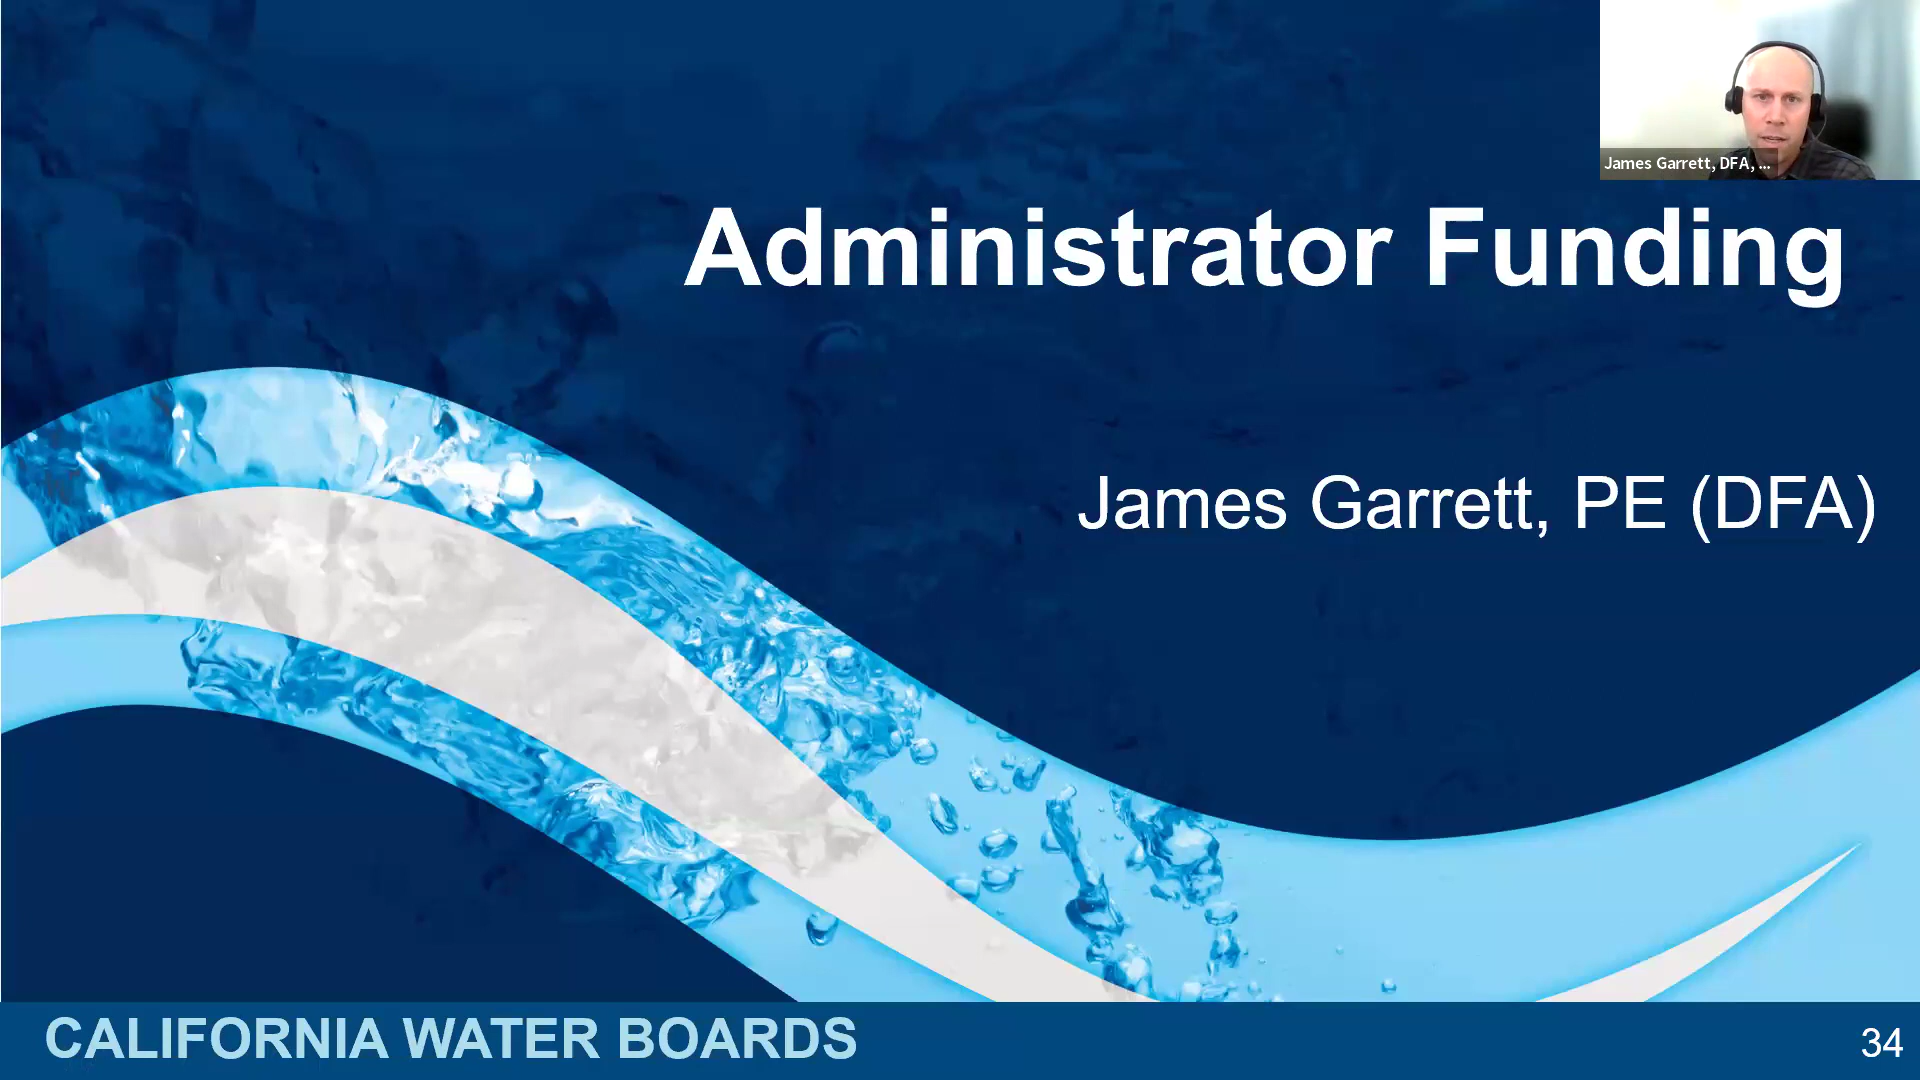 James Garrett, DFA, ...
Administrator Funding
James Garrett, PE (DFA)
CALIFORNIA WATER BOARDS
34